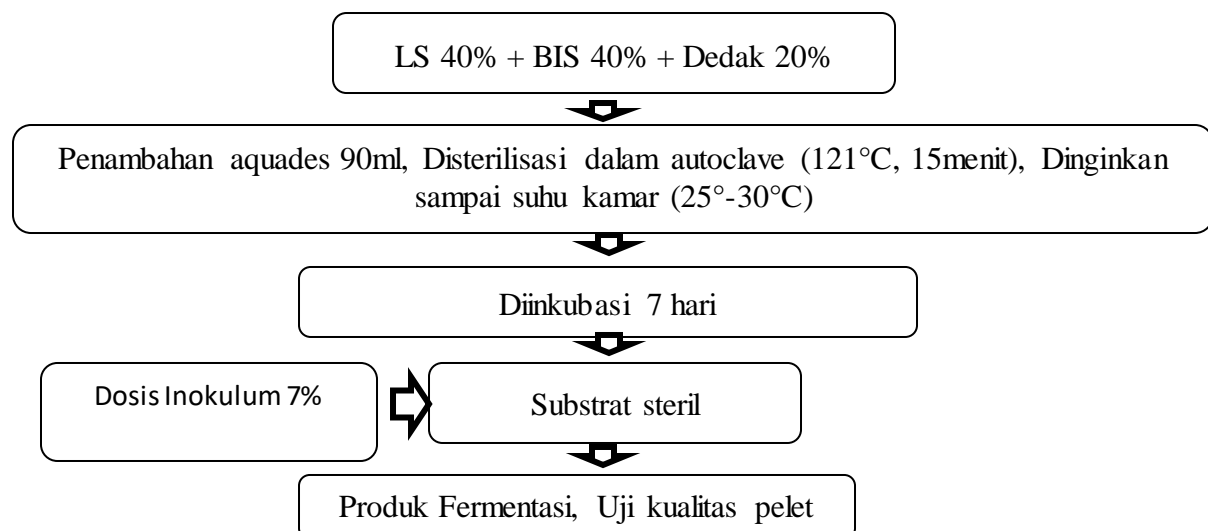 LS 40% + BIS 40% + Dedak 20%
Penambahan aquades 90ml, Disterilisasi dalam autoclave (121°C, 15menit), Dinginkan
sampai suhu kamar (25°-30°C)
Diinkubasi 7 hari
Dosis Inokulum 7%
Substrat steril
Produk Fermentasi, Uji kualitas pelet